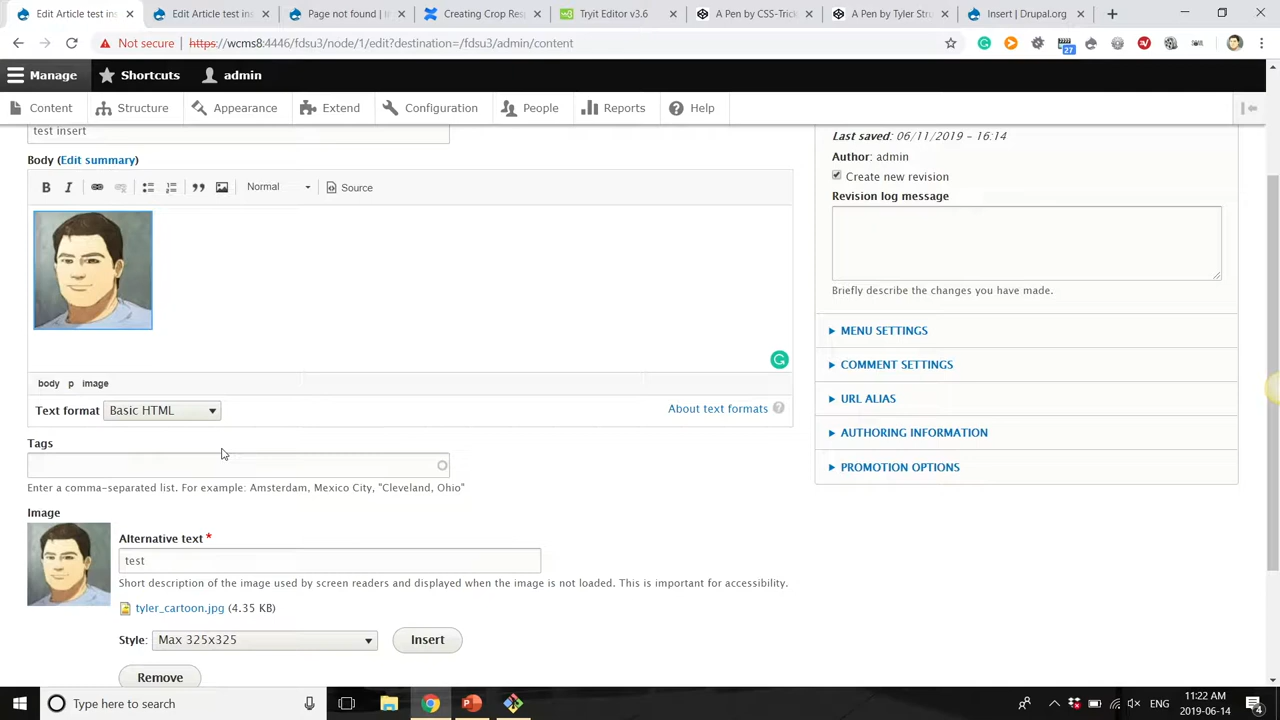 Edit Article test ins
Edit Article test ins
Page not found | In
Creating Crop Resp
Tryit Editor v3.6
A Pen by CSS-Trick
A Pen by Tyler Stru
Insert | Drupal.org
Not secure | https://wcms8:4446/fdsu3/node/1/edit?destination=/fdsu3/admin/content
27
Manage
Shortcuts
admin
Content
Structure
Appearance
Extend
Configuration
People
Reports
Help
test insert
Body (Edit summary)
B I Normal Source
body p image
Text format Basic HTML
About text formats ?
Tags
Enter a comma-separated list. For example: Amsterdam, Mexico City, "Cleveland, Ohio"
Image
Alternative text *
test
Short description of the image used by screen readers and displayed when the image is not loaded. This is important for accessibility.
tyler_cartoon.jpg (4.35 KB)
Style: Max 325x325 Insert
Remove
Last saved: 06/11/2019 - 16:14
Author: admin
Create new revision
Revision log message
Briefly describe the changes you have made.
MENU SETTINGS
COMMENT SETTINGS
URL ALIAS
AUTHORING INFORMATION
PROMOTION OPTIONS
Type here to search
ENG
11:22 AM
2019-06-14
4